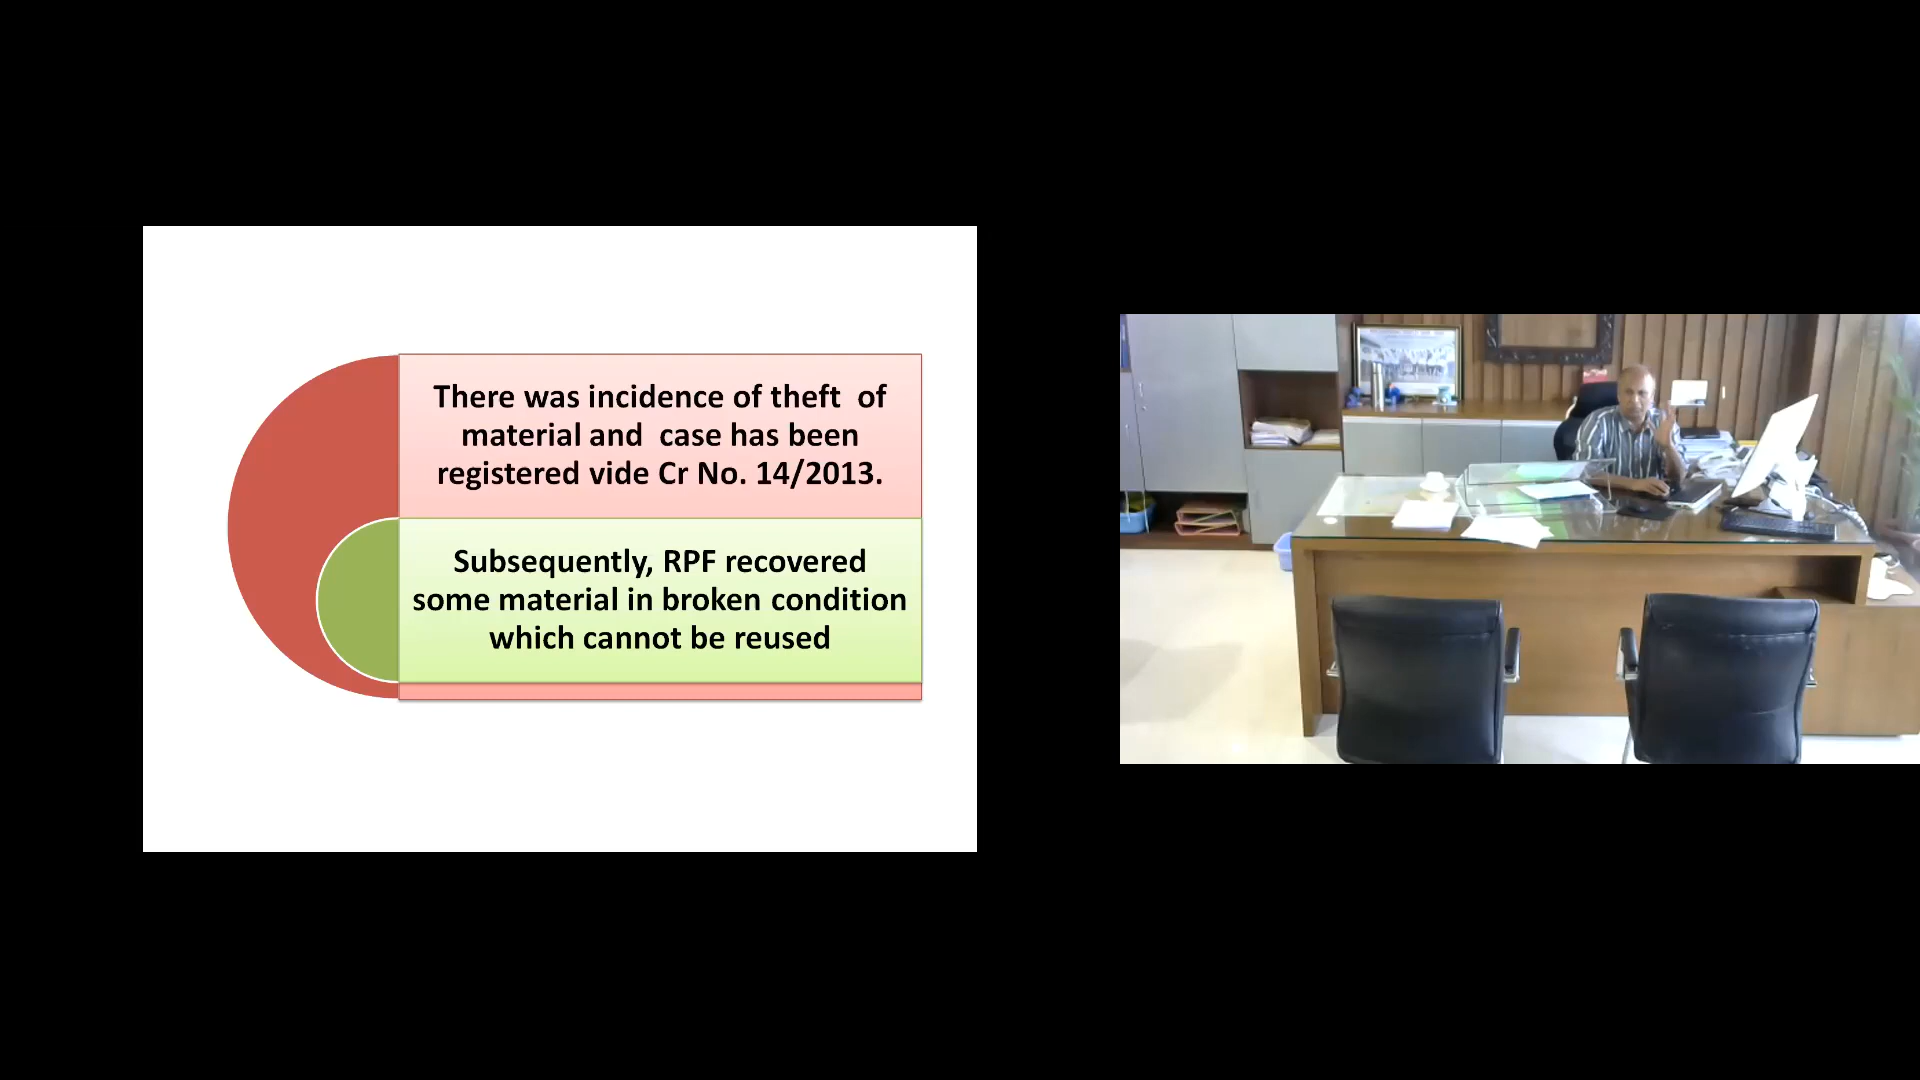 There was incidence of theft of
material and case has been
registered vide Cr No. 14/2013.
Subsequently, RPF recovered
some material in broken condition
which cannot be reused